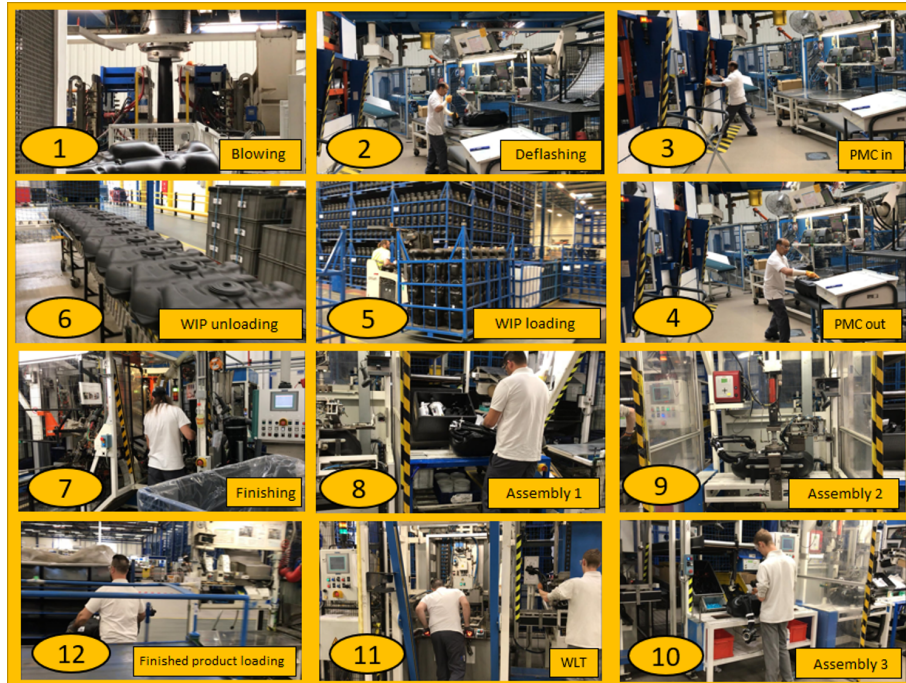 1
Blowing
2
Deflashing
3
PMC in
6
WIP unloading
5
WIP loading
4
PMC out
7
Finishing
8
Assembly 1
9
Assembly 2
12
Finished product loading
11
WLT
10
Assembly 3